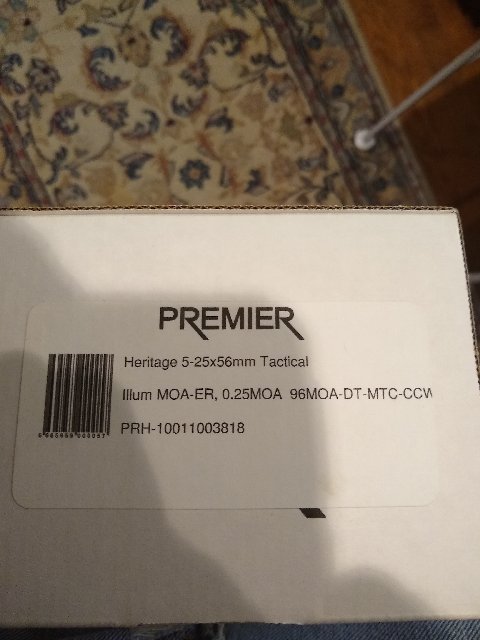 PREMIER
Heritage 5-25x56mm Tactical
Illum MOA-ER, 0.25MOA 96MOA-DT-MTC-CCW
PRH-10011003818